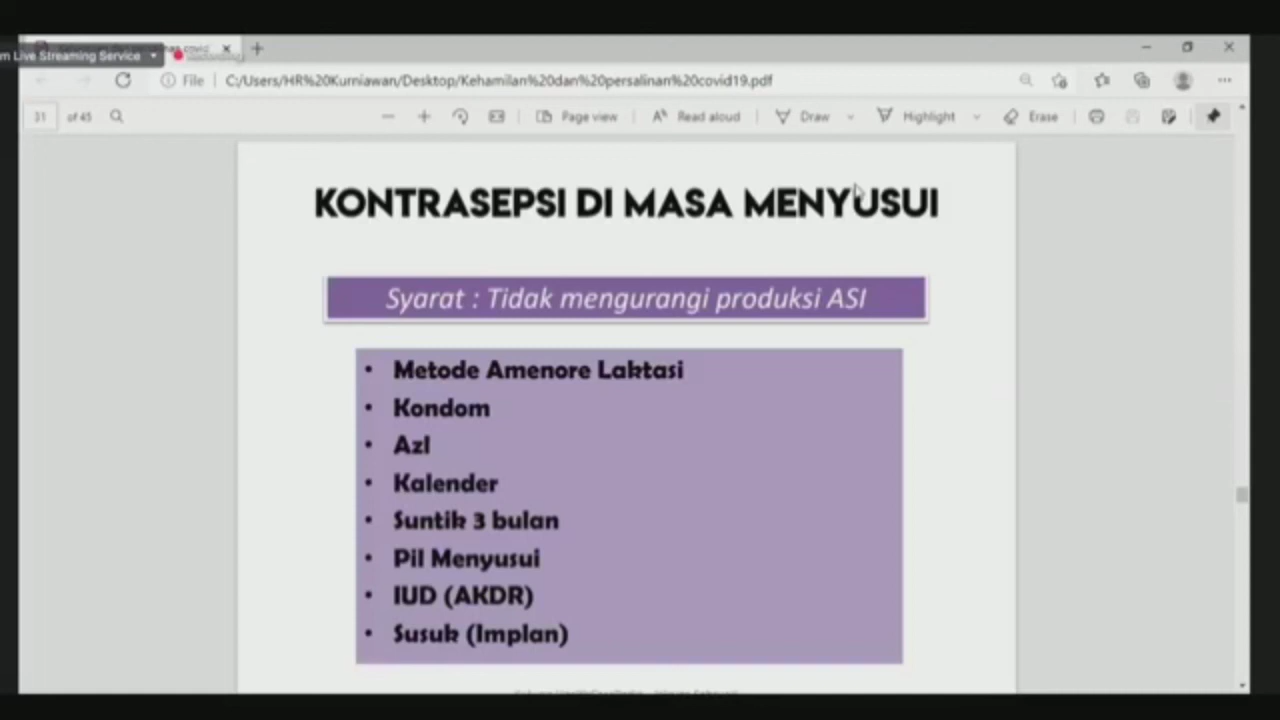 m Live Streaming Service
File C:/Users/HR%20Kurniawan/Desktop/Kehamilan%20dan%20persalinan%20covid19.pdf
31 of 45 Page view Read aloud Draw Highlight Erase
KONTRASEPSI DI MASA MENYUSUI
Syarat : Tidak mengurangi produksi ASI
• Metode Amenore Laktasi
• Kondom
• Azl
• Kalender
• Suntik 3 bulan
• Pil Menyusui
• IUD (AKDR)
• Susuk (Implan)